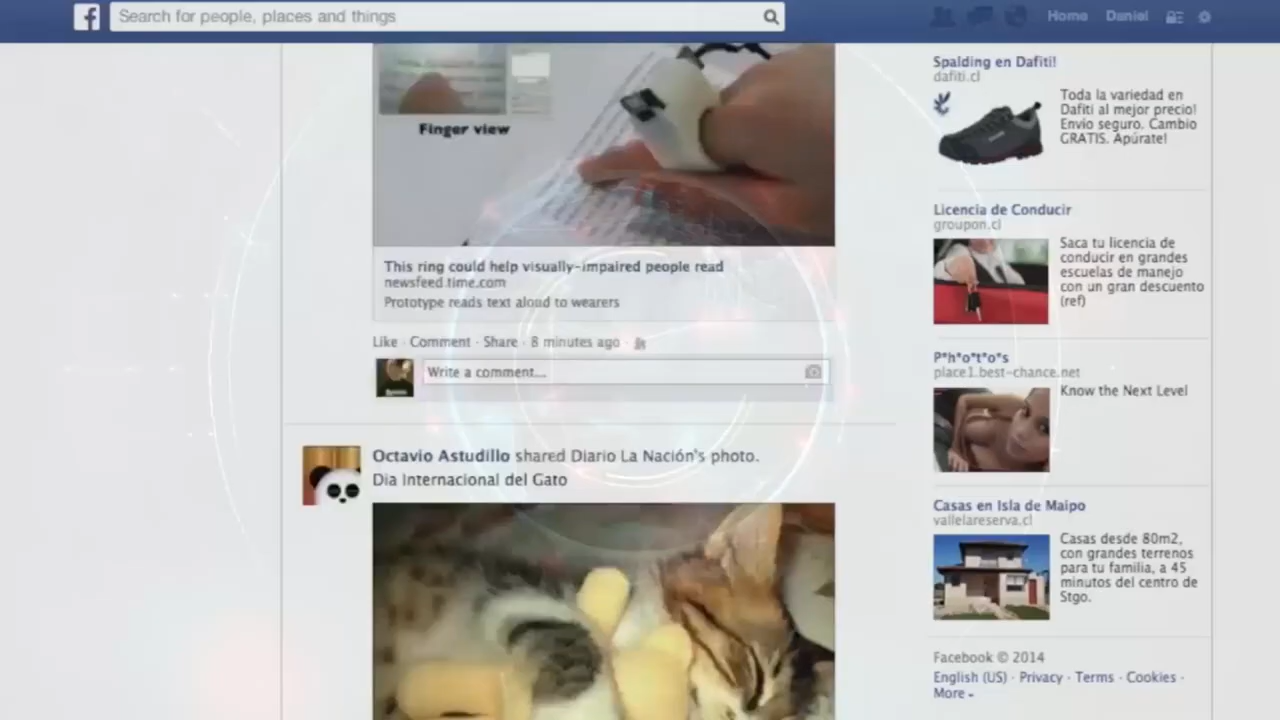 Search for people, places and things
Home
Daniel
Finger view
This ring could help visually-impaired people read
newsfeed.time.com
Prototype reads text aloud to wearers
Like · Comment · Share · 8 minutes ago ·
Write a comment...
Octavio Astudillo shared Diario La Nación's photo.
Dia Internacional del Gato
Spalding en Dafiti!
dafiti.cl
Toda la variedad en
Dafiti al mejor precio!
Envío seguro. Cambio
GRATIS. Apúrate!
Licencia de Conducir
groupon.cl
Saca tu licencia de
conducir en grandes
escuelas de manejo
con un gran descuento
(ref)
P*h*o*t*o*s
place1.best-chance.net
Know the Next Level
Casas en Isla de Maipo
vallelareserva.cl
Casas desde 80m2,
con grandes terrenos
para tu familia, a 45
minutos del centro de
Stgo.
Facebook © 2014
English (US) · Privacy · Terms · Cookies ·
More